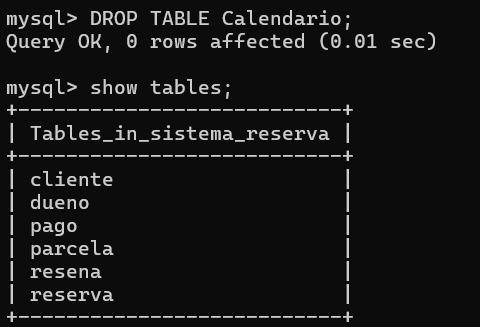 mysql> DROP TABLE Calendario;
Query OK, 0 rows affected (0.01 sec)
mysql> show tables;
+---------------------------+
| Tables_in_sistema_reserva |
+---------------------------+
| cliente                   |
| dueno                     |
| pago                      |
| parcela                   |
| resena                    |
| reserva                   |
+---------------------------+